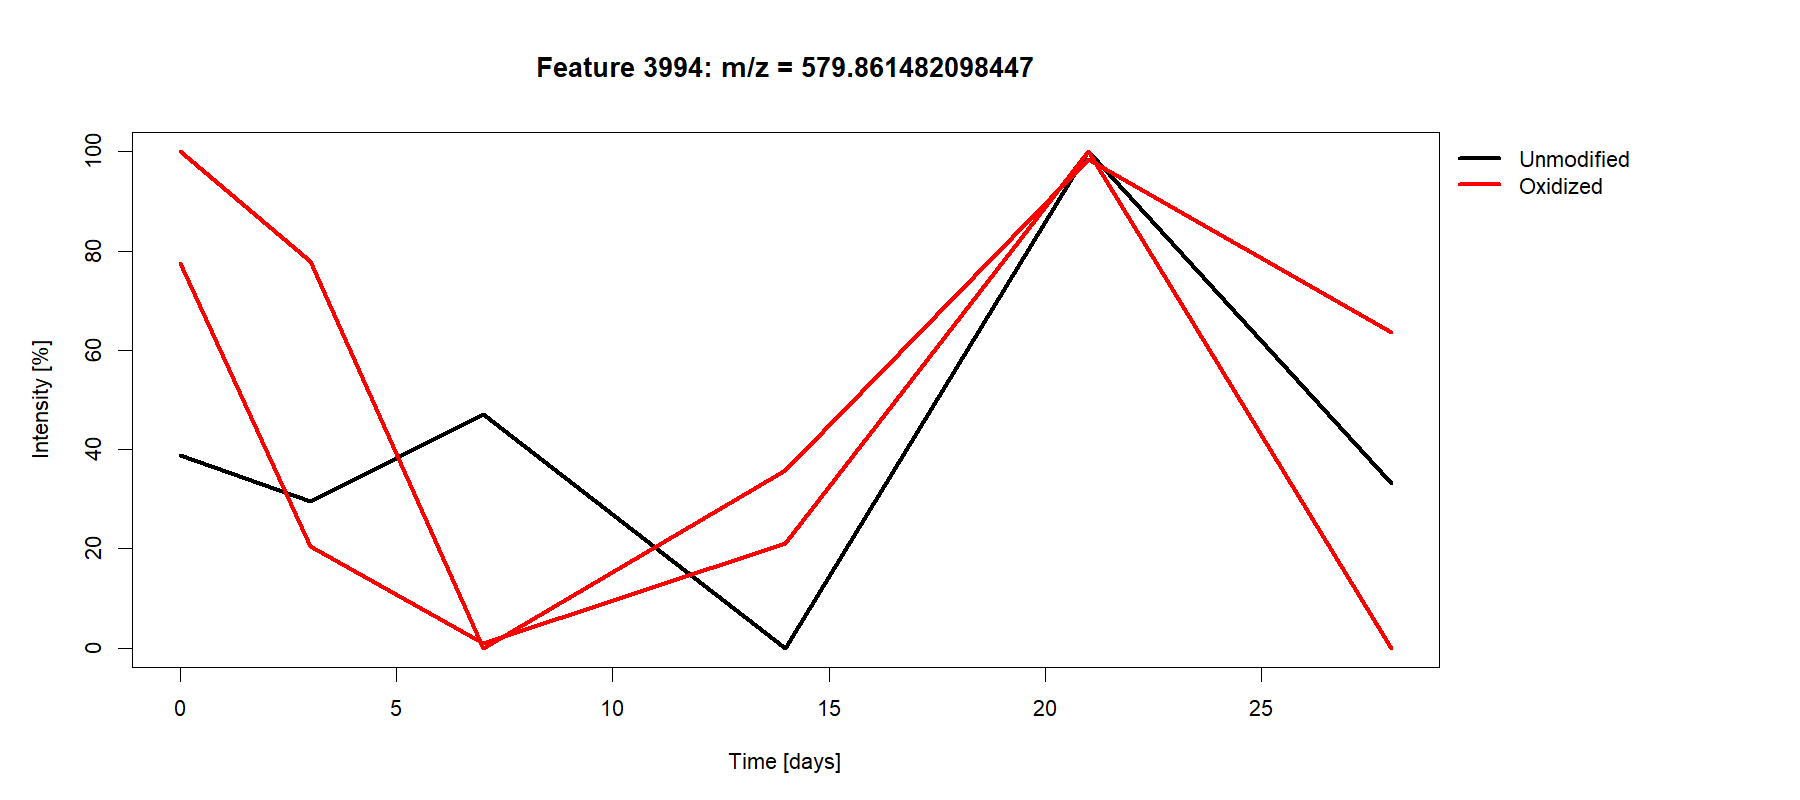 Feature 3994: m/z = 579.861482098447
Unmodified
Oxidized
Intensity [%]
100
80
60
40
20
0
0 5 10 15 20 25
Time [days]